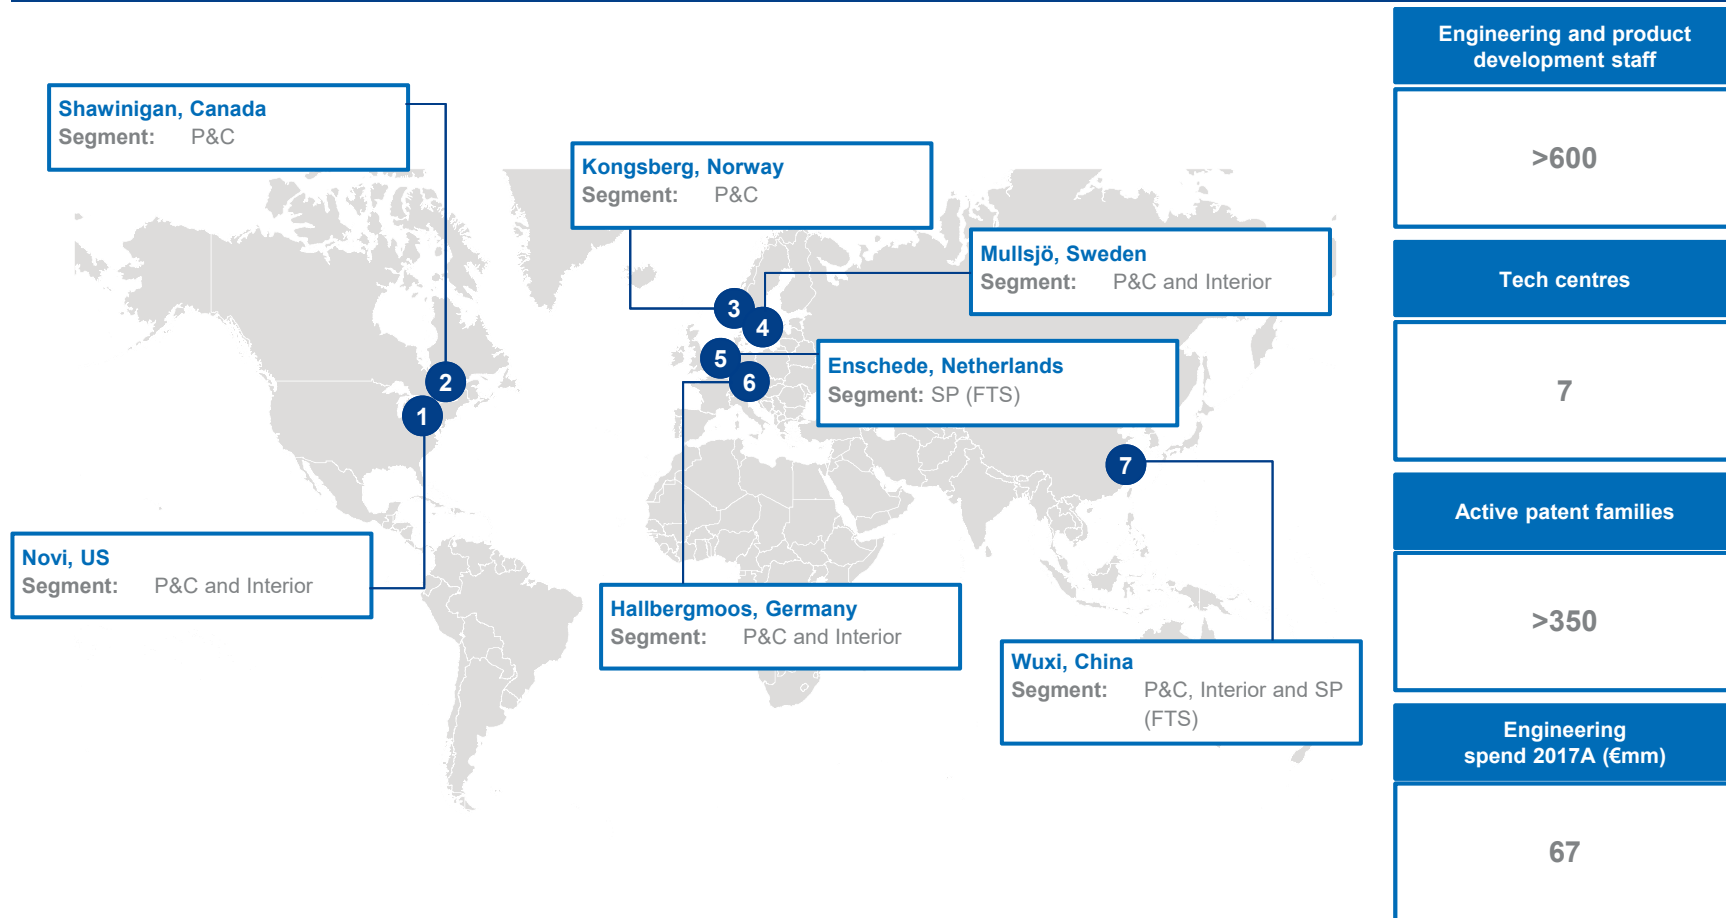 Engineering and product
development staff
>600
Tech centres
7
Active patent families
>350
Engineering
spend 2017A (€mm)
67
Shawinigan, Canada
Segment: P&C
Kongsberg, Norway
Segment: P&C
Mullsjö, Sweden
Segment: P&C and Interior
Enschede, Netherlands
Segment: SP (FTS)
3
4
5
6
2
1
7
Novi, US
Segment: P&C and Interior
Hallbergmoos, Germany
Segment: P&C and Interior
Wuxi, China
Segment: P&C, Interior and SP
(FTS)